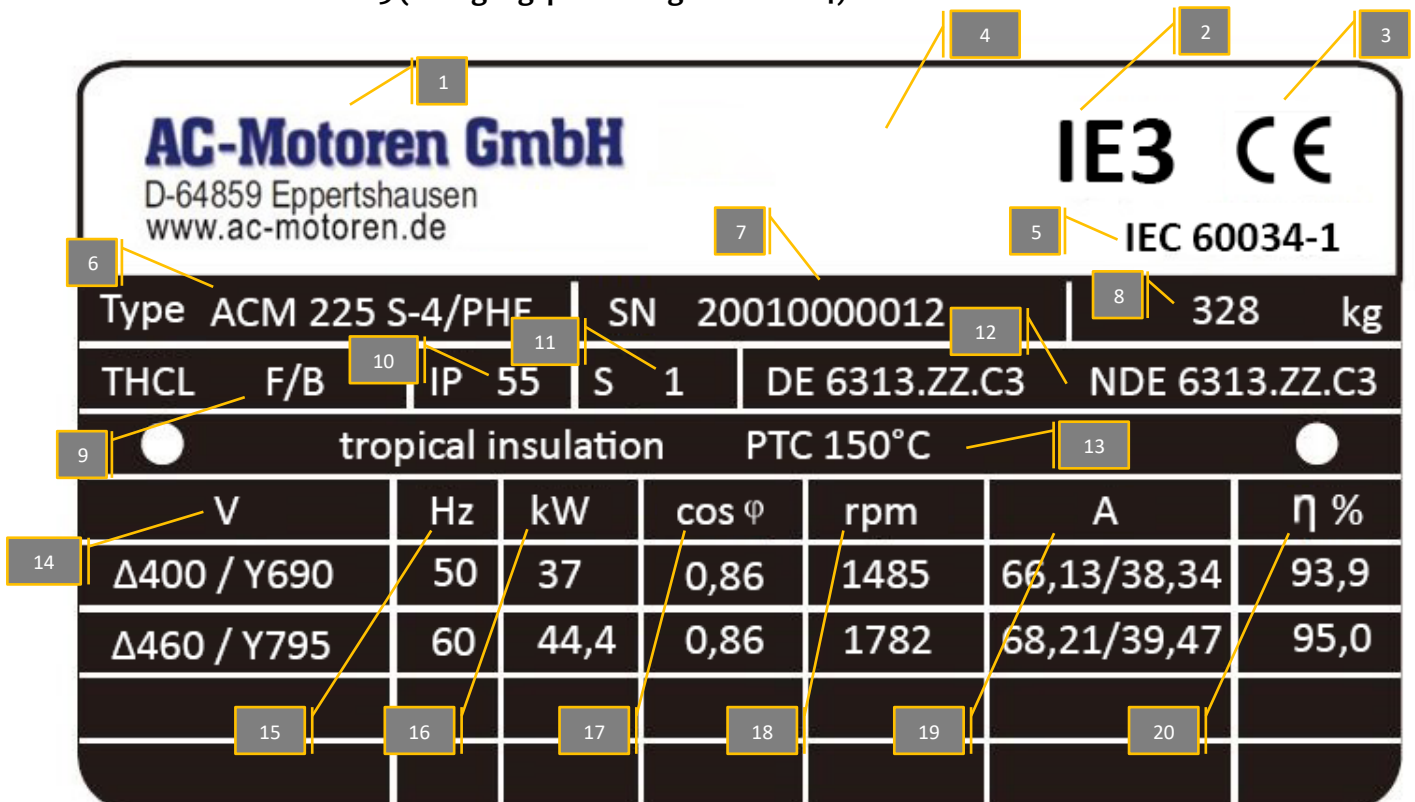 4
2
3
1
AC-Motoren GmbH
D-64859 Eppertshausen
www.ac-motoren.de
IE3 CE
7
5
IEC 60034-1
6
Type ACM 225 S-4/PHE SN 20010000012 8 328 kg
10
11
12
THCL F/B IP 55 S 1 DE 6313.ZZ.C3 NDE 6313.ZZ.C3
9
tropical insulation PTC 150°C 13
V Hz kW cos φ rpm A η %
14
Δ400 / Y690 50 37 0,86 1485 66,13/38,34 93,9
Δ460 / Y795 60 44,4 0,86 1782 68,21/39,47 95,0
15 16 17 18 19 20